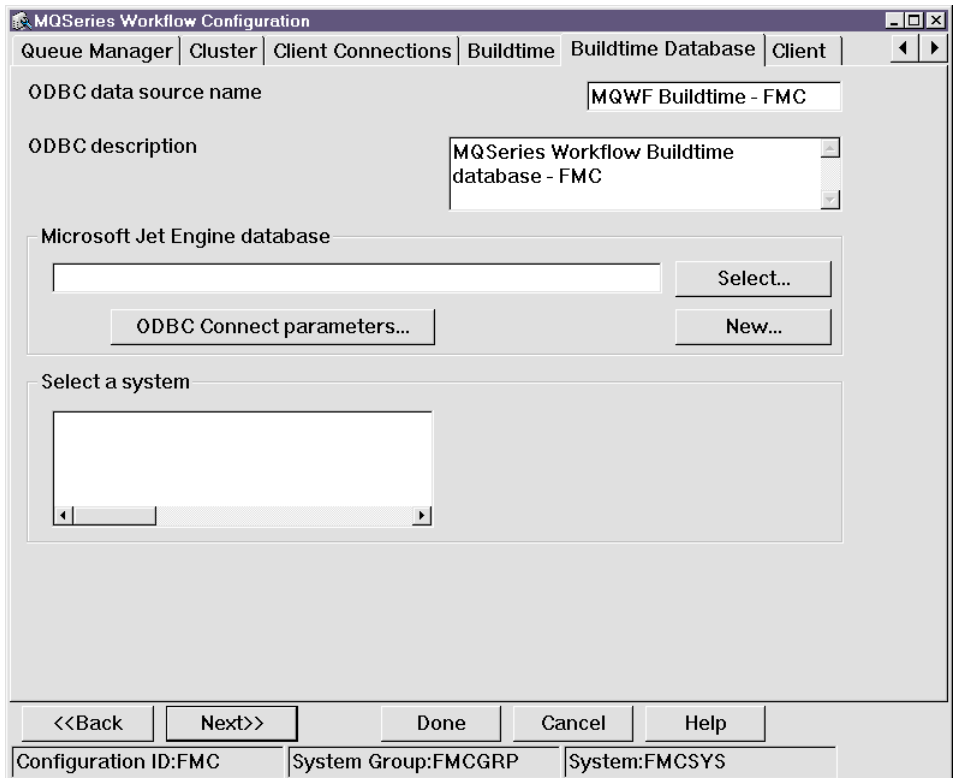 MQSeries Workflow Configuration
Queue Manager Cluster Client Connections Buildtime Buildtime Database Client
ODBC data source name
MQWF Buildtime - FMC
ODBC description
MQSeries Workflow Buildtime
database - FMC
Microsoft Jet Engine database
Select...
ODBC Connect parameters...
New...
Select a system
<<Back Next>> Done Cancel Help
Configuration ID:FMC System Group:FMCGRP System:FMCSYS